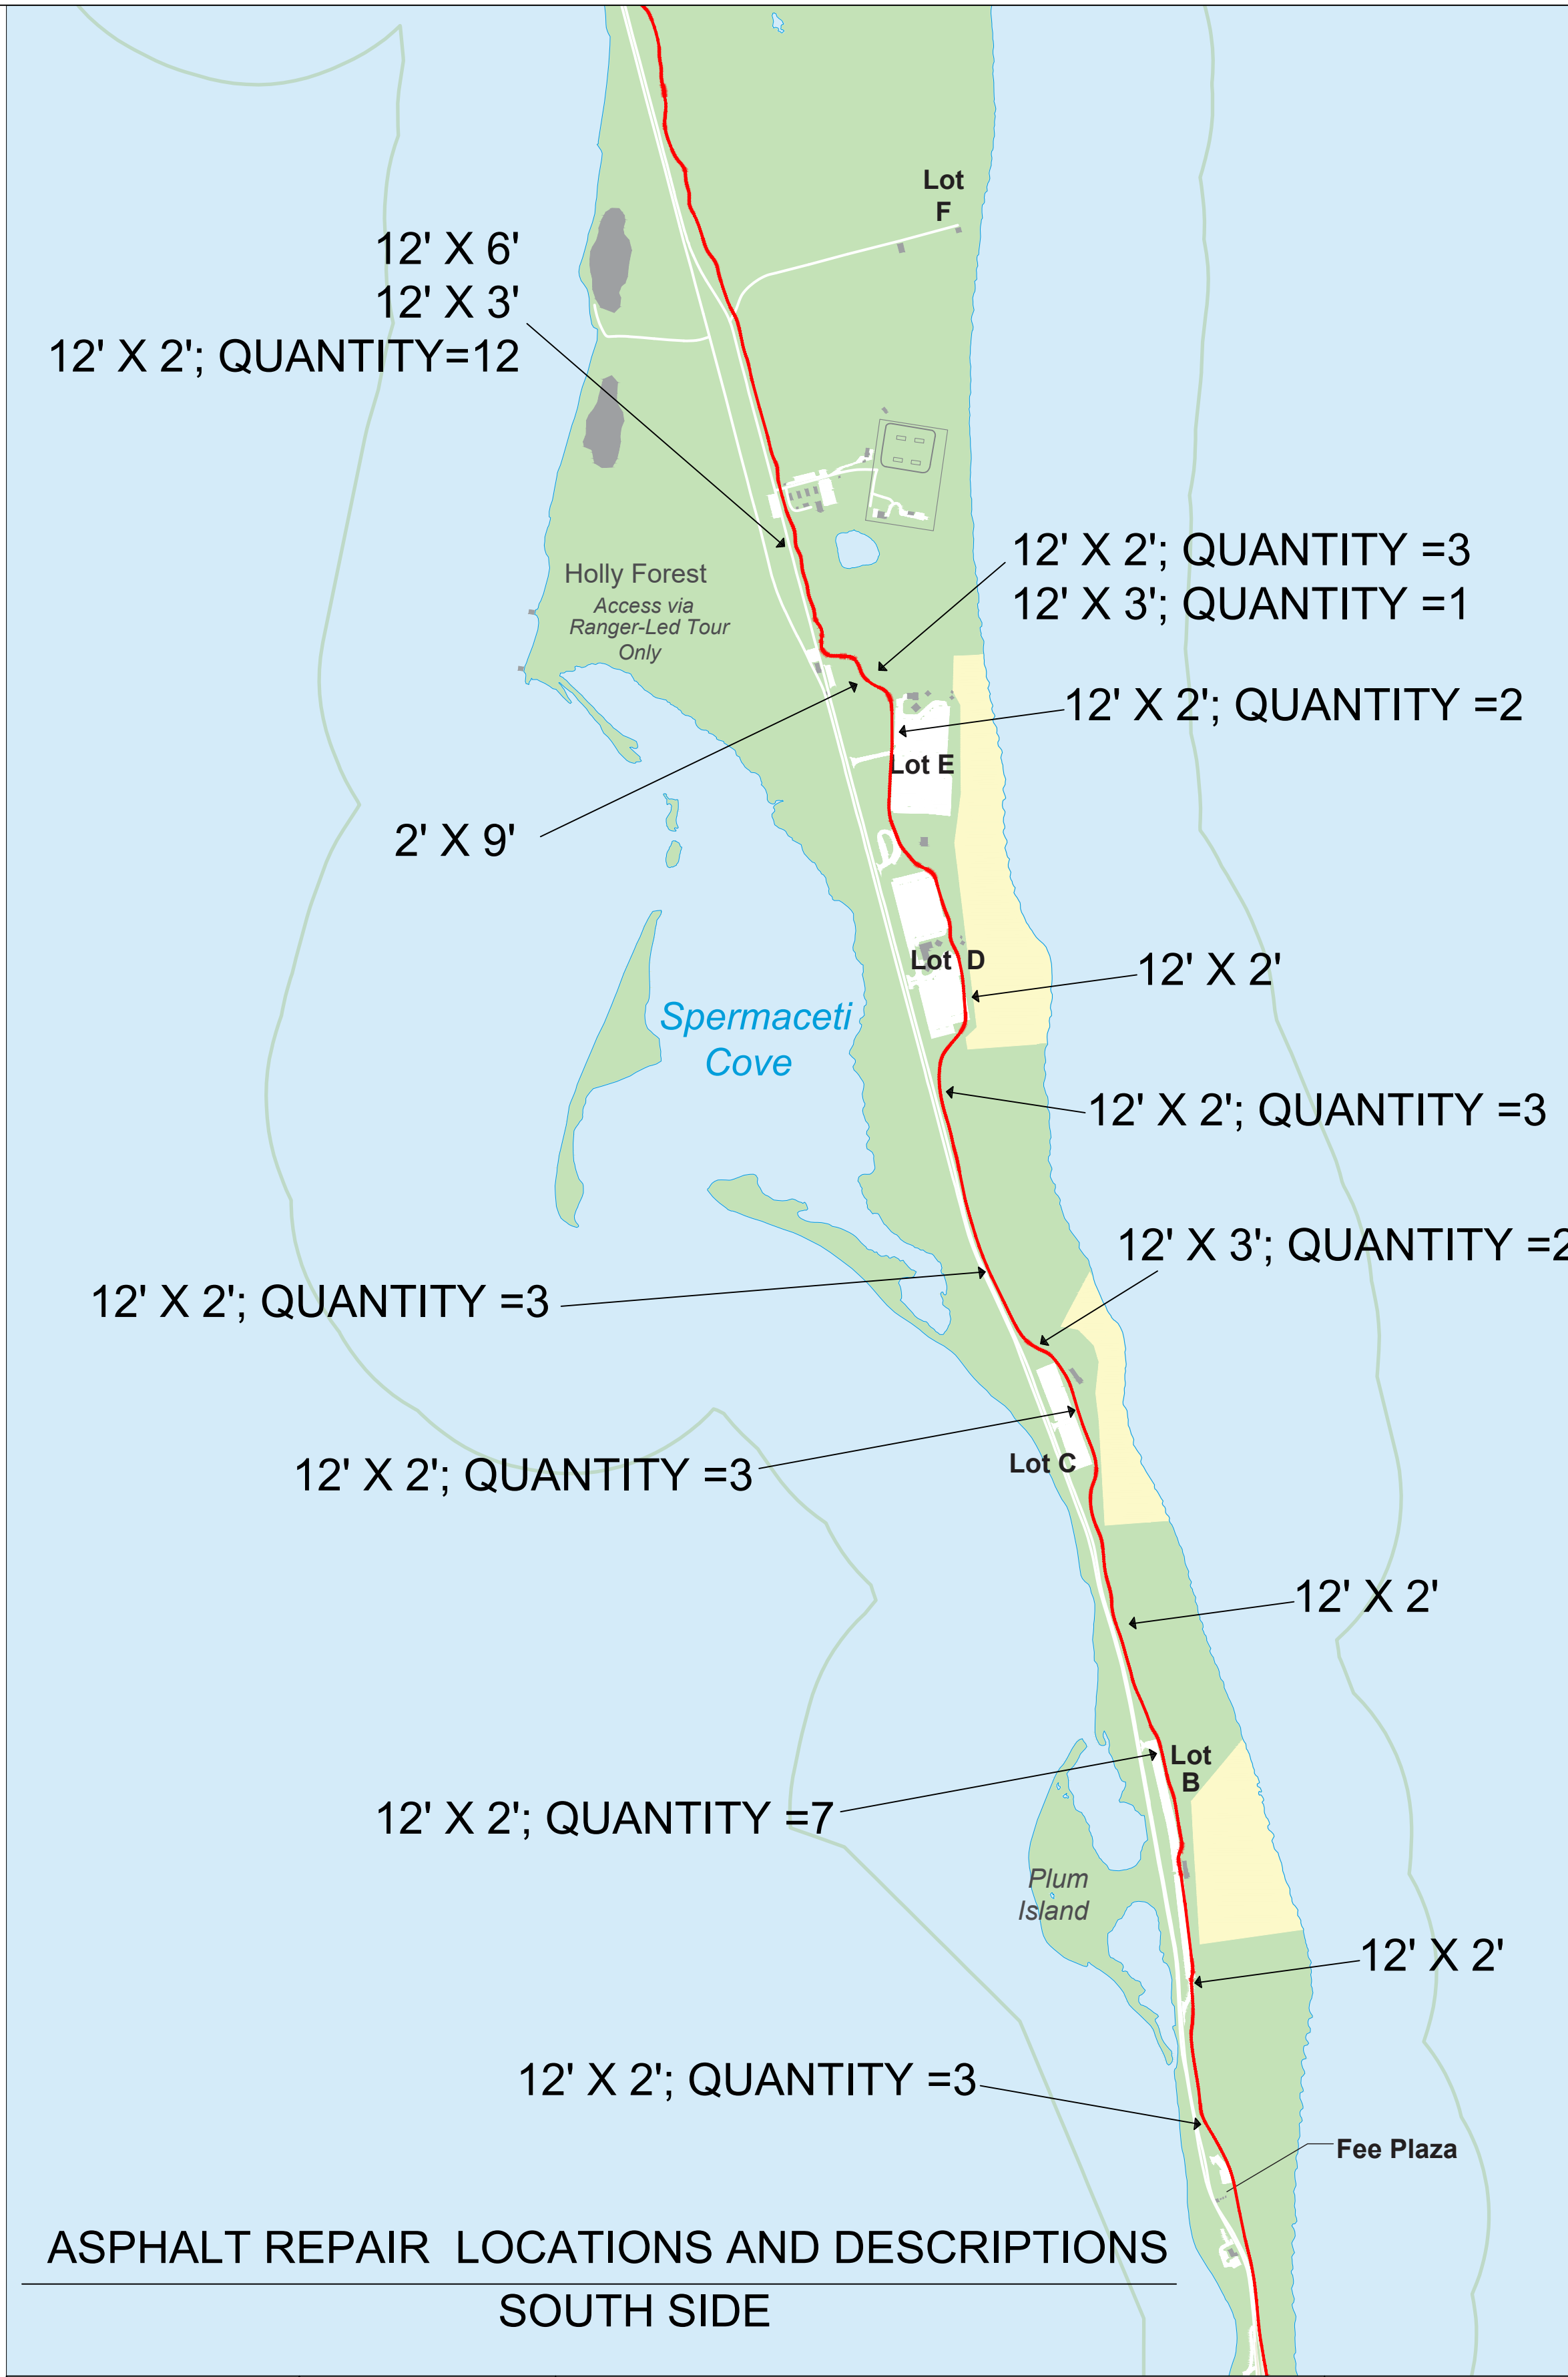 Lot
F
12' X 6'
12' X 3'
12' X 2'; QUANTITY=12
12' X 2'; QUANTITY =3
12' X 3'; QUANTITY =1
Holly Forest
Access via
Ranger-Led Tour
Only
12' X 2'; QUANTITY =2
Lot E
2' X 9'
Lot D
12' X 2'
Spermaceti
Cove
12' X 2'; QUANTITY =3
12' X 3'; QUANTITY =2
12' X 2'; QUANTITY =3
Lot C
12' X 2'; QUANTITY =3
12' X 2'
Lot
B
12' X 2'; QUANTITY =7
Plum
Island
12' X 2'
12' X 2'; QUANTITY =3
Fee Plaza
ASPHALT REPAIR LOCATIONS AND DESCRIPTIONS
SOUTH SIDE